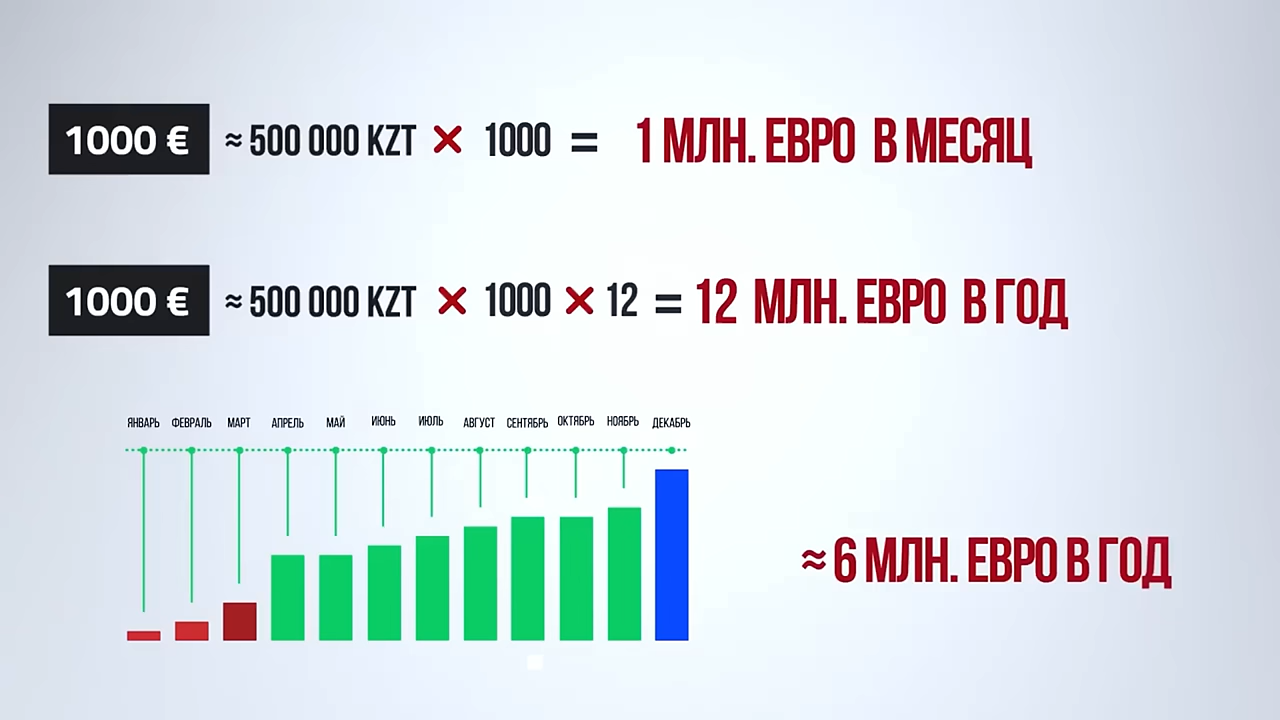 1000 € ≈ 500 000 KZT × 1000 = 1 МЛН. ЕВРО В МЕСЯЦ
1000 € ≈ 500 000 KZT × 1000 × 12 = 12 МЛН. ЕВРО В ГОД
ЯНВАРЬ ФЕВРАЛЬ МАРТ АПРЕЛЬ МАЙ ИЮНЬ ИЮЛЬ АВГУСТ СЕНТЯБРЬ ОКТЯБРЬ НОЯБРЬ ДЕКАБРЬ
≈ 6 МЛН. ЕВРО В ГОД